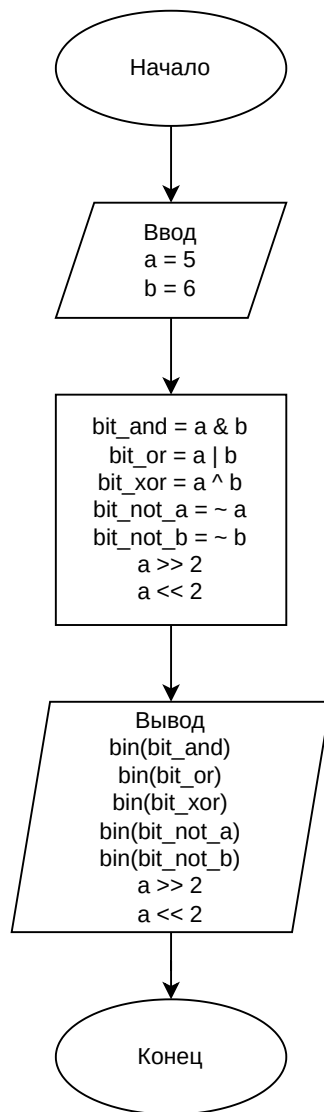 Начало
Ввод
a = 5
b = 6
bit_and = a & b
bit_or = a | b
bit_xor = a ^ b
bit_not_a = ~ a
bit_not_b = ~ b
a >> 2
a << 2
Вывод
bin(bit_and)
bin(bit_or)
bin(bit_xor)
bin(bit_not_a)
bin(bit_not_b)
a >> 2
a << 2
Конец